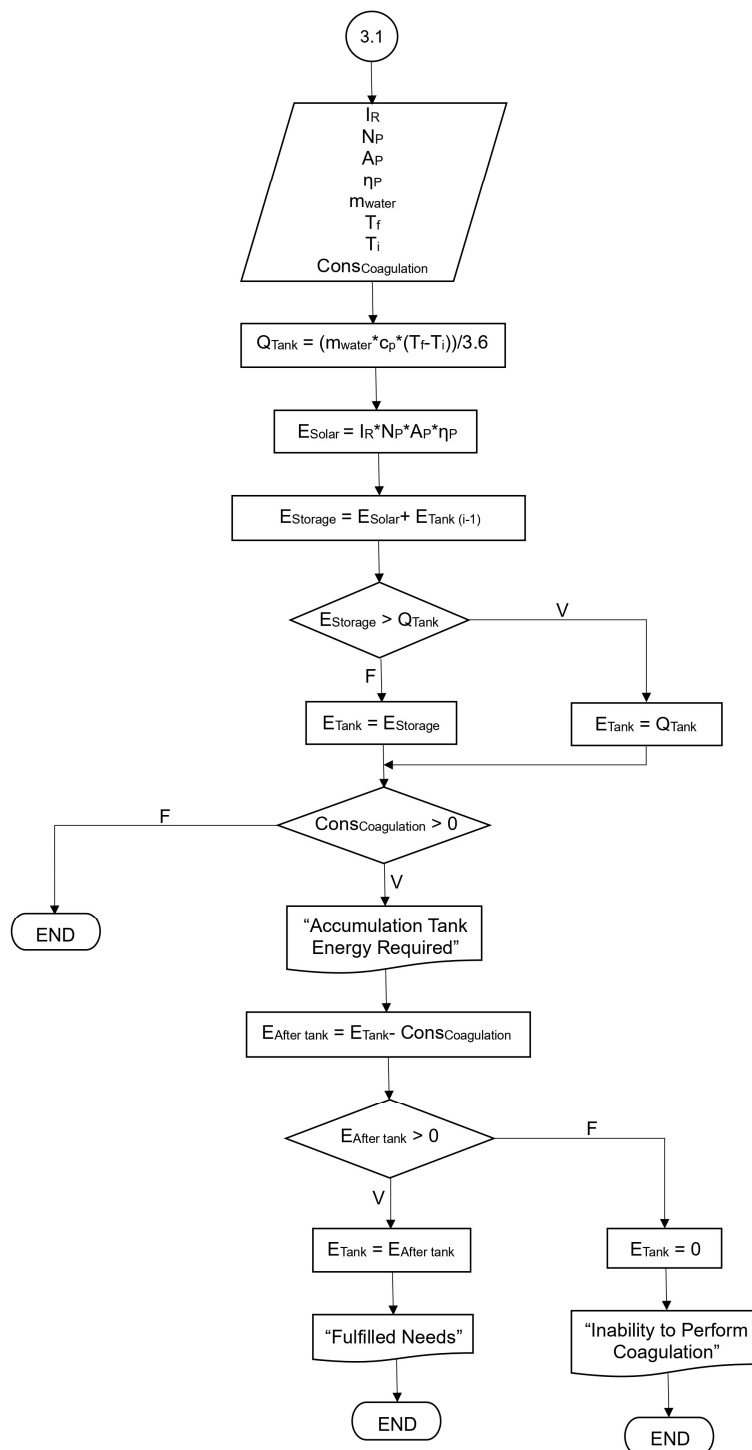 3.1
IR
NP
AP
ηP
mwater
Tf
Ti
ConsCoagulation
QTank = (mwater*cp*(Tf-Ti))/3.6
ESolar = IR*NP*AP*ηP
EStorage = ESolar+ ETank (i-1)
EStorage > QTank
V
F
ETank = EStorage
ETank = QTank
ConsCoagulation > 0
F
V
END
“Accumulation Tank
Energy Required”
EAfter tank = ETank- ConsCoagulation
EAfter tank > 0
F
V
ETank = EAfter tank
ETank = 0
“Fulfilled Needs”
“Inability to Perform
Coagulation”
END
END